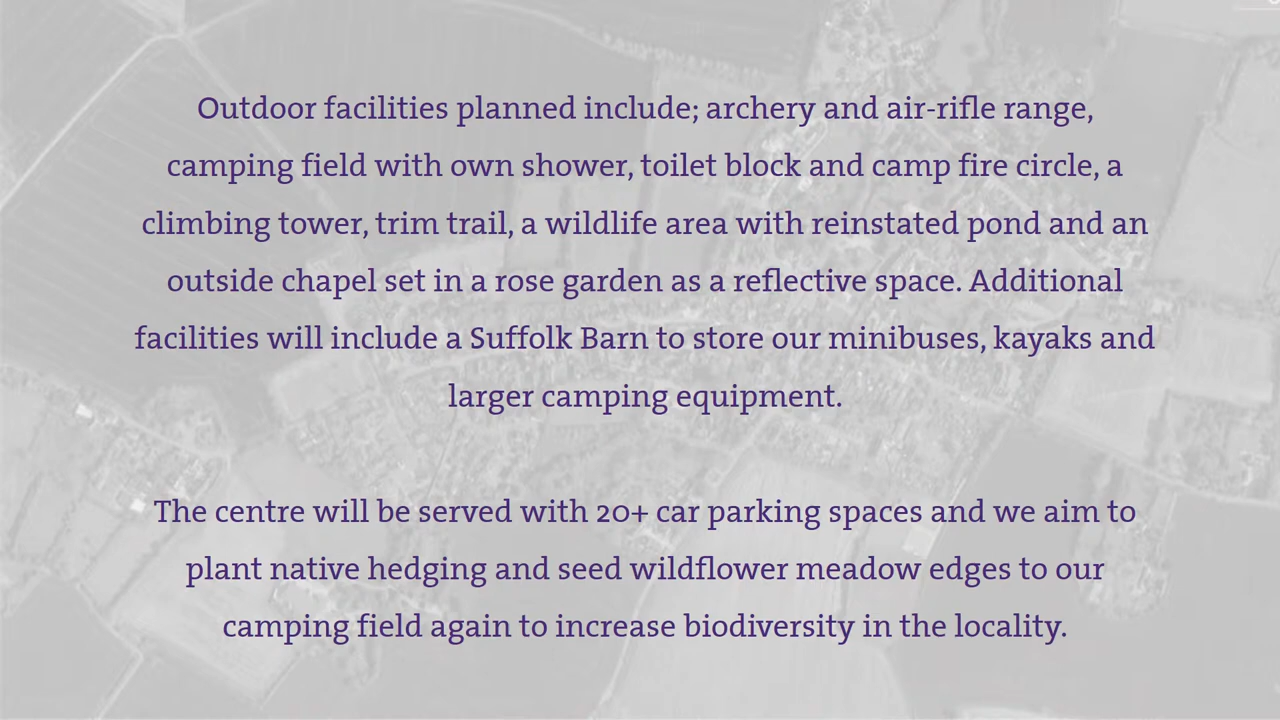 Outdoor facilities planned include; archery and air-rifle range,
camping field with own shower, toilet block and camp fire circle, a
climbing tower, trim trail, a wildlife area with reinstated pond and an
outside chapel set in a rose garden as a reflective space. Additional
facilities will include a Suffolk Barn to store our minibuses, kayaks and
larger camping equipment.
The centre will be served with 20+ car parking spaces and we aim to
plant native hedging and seed wildflower meadow edges to our
camping field again to increase biodiversity in the locality.